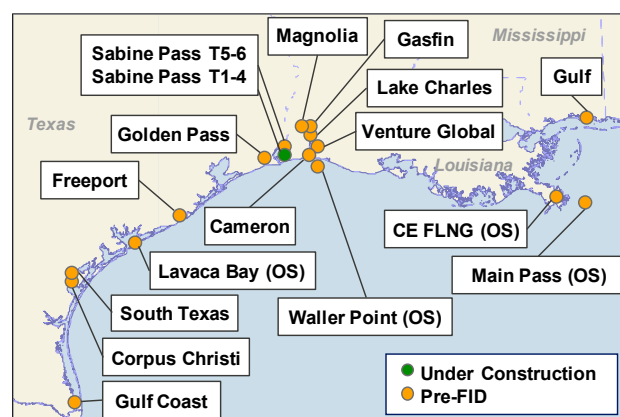 Magnolia
Gasfin
Mississippi
Sabine Pass T5-6
Sabine Pass T1-4
Lake Charles
Gulf
Texas
Golden Pass
Venture Global
Louisiana
Freeport
Cameron
CE FLNG (OS)
Lavaca Bay (OS)
Main Pass (OS)
South Texas
Waller Point (OS)
Corpus Christi
Gulf Coast
Under Construction
Pre-FID